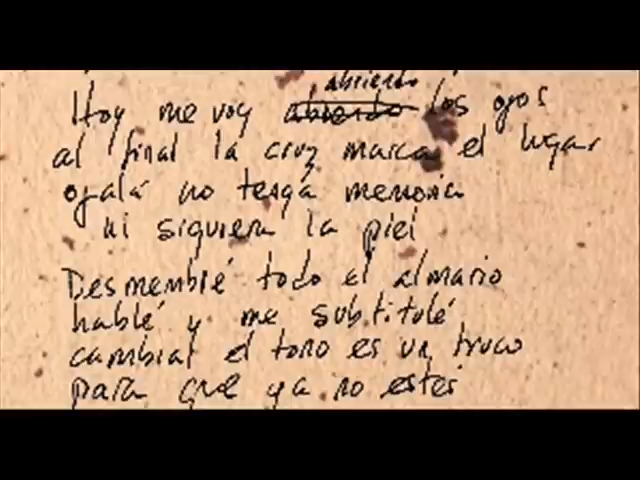 abriendo
Hoy me voy abierdo los ojos
al final la cruz marca el lugar
ojalá no tenga memoria
ni siquiera la piel
Desmembré todo el almario
hablé y me subtitulé
cambiar el tono es un truco
para que ya no estés